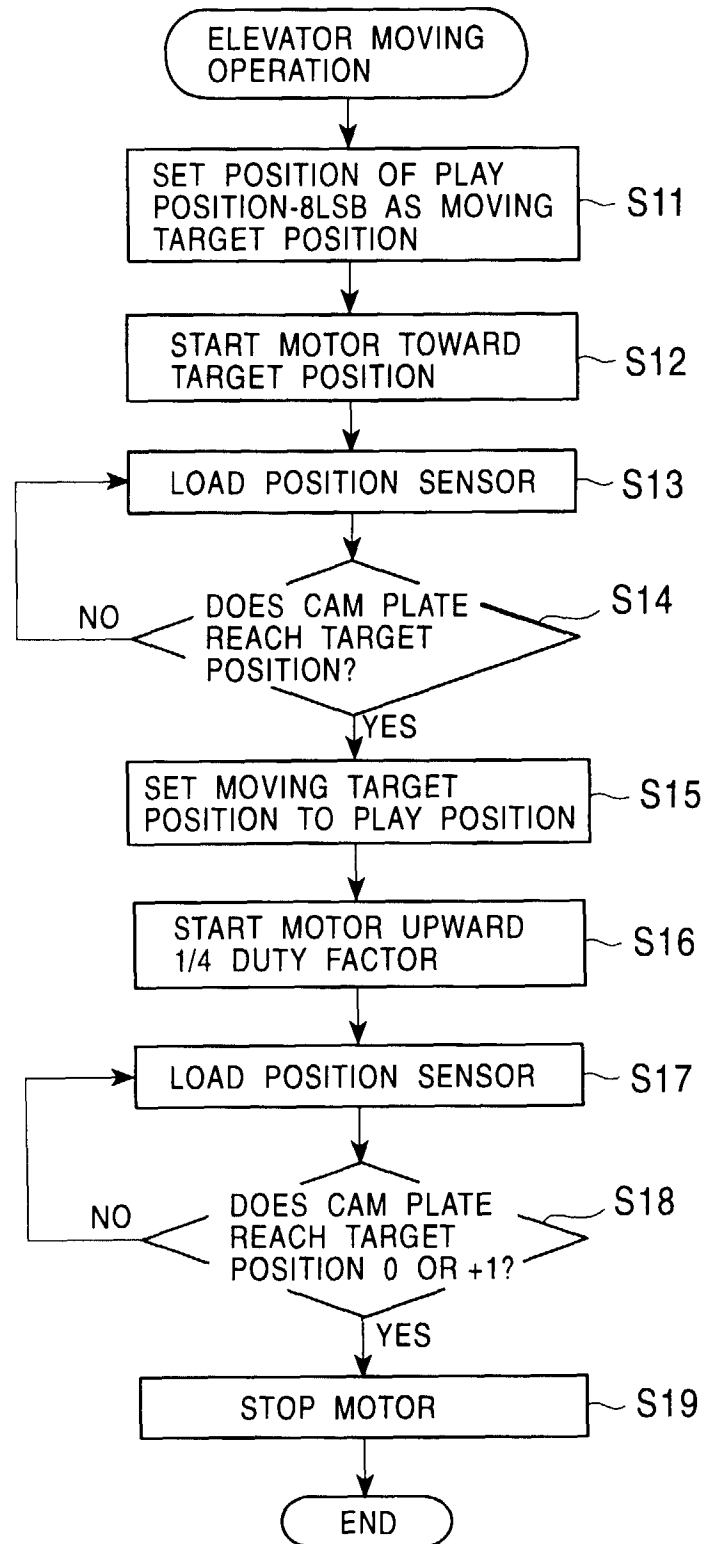 ELEVATOR MOVING
OPERATION
SET POSITION OF PLAY
POSITION-8LSB AS MOVING
TARGET POSITION
S11
START MOTOR TOWARD
TARGET POSITION
S12
LOAD POSITION SENSOR
S13
DOES CAM PLATE
REACH TARGET
POSITION?
S14
NO
YES
SET MOVING TARGET
POSITION TO PLAY POSITION
S15
START MOTOR UPWARD
1/4 DUTY FACTOR
S16
LOAD POSITION SENSOR
S17
DOES CAM PLATE
REACH TARGET
POSITION 0 OR +1?
S18
NO
YES
STOP MOTOR
S19
END